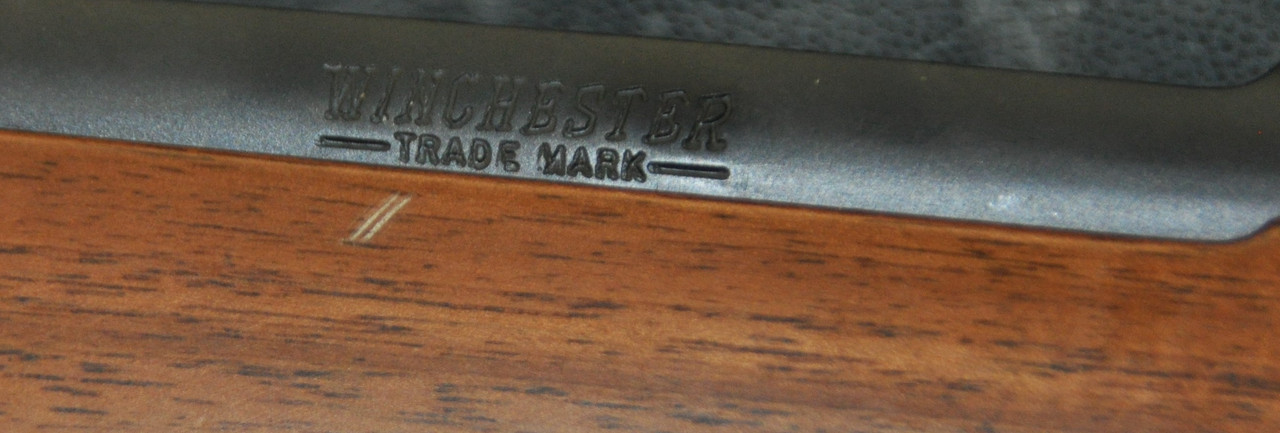 WINCHESTER
— TRADE MARK —